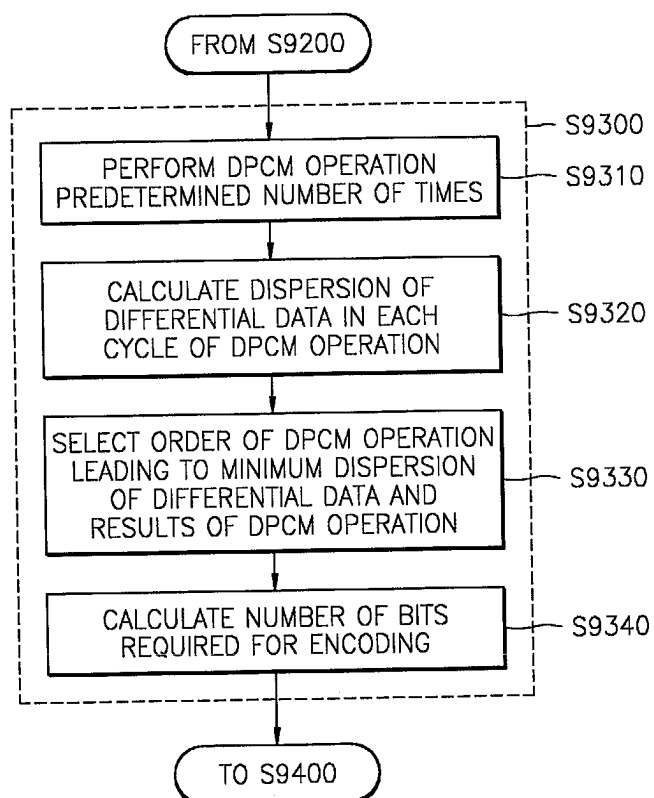 FROM S9200
S9300
PERFORM DPCM OPERATION
PREDETERMINED NUMBER OF TIMES
S9310
CALCULATE DISPERSION OF
DIFFERENTIAL DATA IN EACH
CYCLE OF DPCM OPERATION
S9320
SELECT ORDER OF DPCM OPERATION
LEADING TO MINIMUM DISPERSION
OF DIFFERENTIAL DATA AND
RESULTS OF DPCM OPERATION
S9330
CALCULATE NUMBER OF BITS
REQUIRED FOR ENCODING
S9340
TO S9400